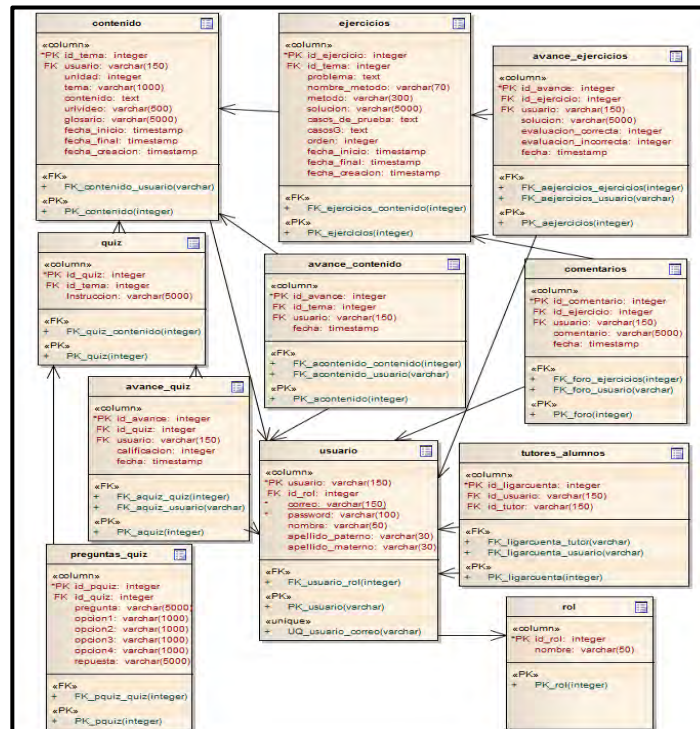 contenido
«column»
*PK id_tema: integer
FK usuario: varchar(150)
unidad: integer
tema: varchar(1000)
contenido: text
urlvideo: varchar(500)
glosario: varchar(5000)
fecha_inicio: timestamp
fecha_final: timestamp
fecha_creacion: timestamp
«FK»
+ FK_contenido_usuario(varchar)
«PK»
+ PK_contenido(integer)
ejercicios
«column»
*PK id_ejercicio: integer
FK id_tema: integer
problema: text
nombre_metodo: varchar(70)
metodo: varchar(300)
solucion: varchar(5000)
casos_de_prueba: text
casosG: text
orden: integer
fecha_inicio: timestamp
fecha_final: timestamp
fecha_creacion: timestamp
«FK»
+ FK_ejercicios_contenido(integer)
«PK»
+ PK_ejercicios(integer)
avance_ejercicios
«column»
*PK id_avance: integer
FK id_ejercicio: integer
FK usuario: varchar(150)
solucion: varchar(5000)
evaluacion_correcta: integer
evaluacion_incorrecta: integer
fecha: timestamp
«FK»
+ FK_aejercicios_ejercicios(integer)
+ FK_aejercicios_usuario(varchar)
«PK»
+ PK_aejercicios(integer)
quiz
«column»
*PK id_quiz: integer
FK id_tema: integer
Instruccion: varchar(5000)
«FK»
+ FK_quiz_contenido(integer)
«PK»
+ PK_quiz(integer)
avance_contenido
«column»
*PK id_avance: integer
FK id_tema: integer
FK usuario: varchar(150)
fecha: timestamp
«FK»
+ FK_acontenido_contenido(integer)
+ FK_acontenido_usuario(varchar)
«PK»
+ PK_acontenido(integer)
comentarios
«column»
*PK id_comentario: integer
FK id_ejercicio: integer
FK usuario: varchar(150)
comentario: varchar(5000)
fecha: timestamp
«FK»
+ FK_foro_ejercicios(integer)
+ FK_foro_usuario(varchar)
«PK»
+ PK_foro(integer)
avance_quiz
«column»
*PK id_avance: integer
FK id_quiz: integer
FK usuario: varchar(150)
calificacion: integer
fecha: timestamp
«FK»
+ FK_aquiz_quiz(integer)
+ FK_aquiz_usuario(varchar)
«PK»
+ PK_aquiz(integer)
usuario
«column»
*PK usuario: varchar(150)
FK id_rol: integer
* correo: varchar(150)
* password: varchar(100)
nombre: varchar(60)
apellido_paterno: varchar(30)
apellido_materno: varchar(30)
«FK»
+ FK_usuario_rol(integer)
«PK»
+ PK_usuario(varchar)
«unique»
+ UQ_usuario_correo(varchar)
tutores_alumnos
«column»
*PK id_ligarcuenta: integer
FK id_usuario: varchar(150)
FK id_tutor: varchar(150)
«FK»
+ FK_ligarcuenta_tutor(varchar)
+ FK_ligarcuenta_usuario(varchar)
«PK»
+ PK_ligarcuenta(integer)
preguntas_quiz
«column»
*PK id_pquiz: integer
FK id_quiz: integer
pregunta: varchar(5000)
opcion1: varchar(1000)
opcion2: varchar(1000)
opcion3: varchar(1000)
opcion4: varchar(1000)
repuesta: varchar(5000)
«FK»
+ FK_pquiz_quiz(integer)
«PK»
+ PK_pquiz(integer)
rol
«column»
*PK id_rol: integer
nombre: varchar(50)
«PK»
+ PK_rol(integer)